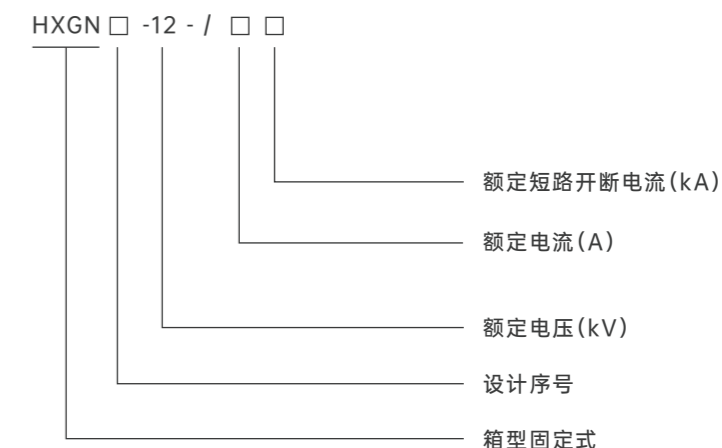 HXGN□ -12 - / □ □
额定短路开断电流(kA)
额定电流(A)
额定电压(kV)
设计序号
箱型固定式